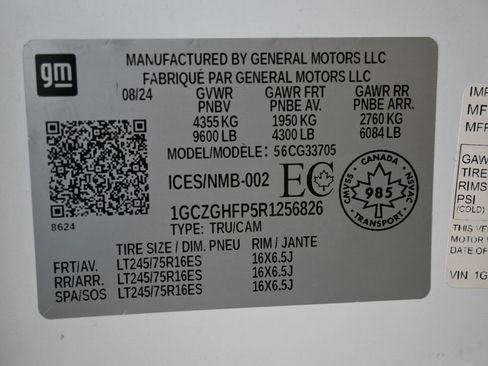 gm
MANUFACTURED BY GENERAL MOTORS LLC
FABRIQUÉ PAR GENERAL MOTORS LLC
08/24 GVWR GAWR FRT GAWR RR
PNBV PNBE AV. PNBE ARR.
4355 KG 1950 KG 2760 KG
9600 LB 4300 LB 6084 LB
MODEL/MODÈLE: 56CG33705
ICES/NMB-002 EC
CANADA
CMVSS NSVAC
985
TRANSPORT
1GCZGHFP5R1256826
8624
TYPE: TRU/CAM
TIRE SIZE / DIM. PNEU RIM / JANTE
FRT/AV. LT245/75R16ES 16X6.5J
RR/ARR. LT245/75R16ES 16X6.5J
SPA/SOS LT245/75R16ES 16X6.5J
MF
GAWR
TIRE
RIMS
PSI
(COLD)
THIS VE
MOTOR
DATE OF
VIN 1G